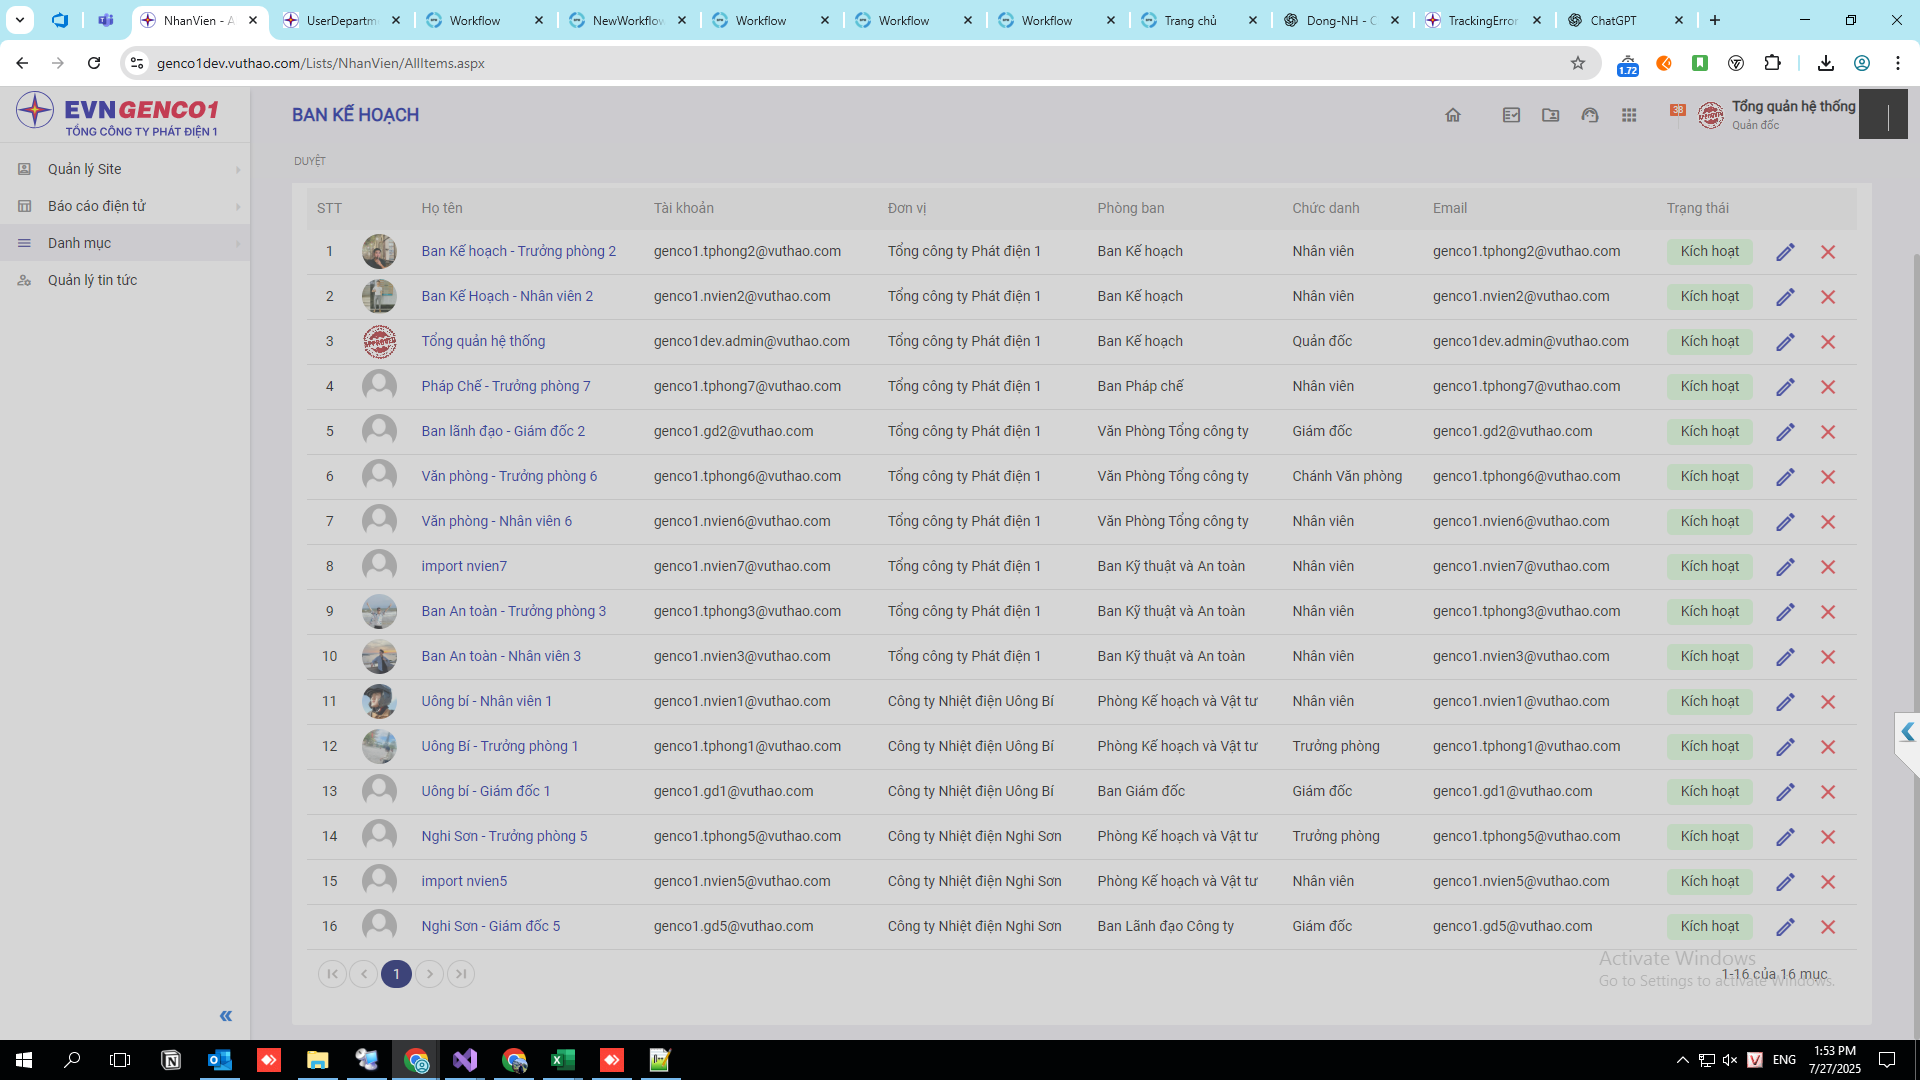 NhanVien - A
UserDepartme
Workflow
NewWorkflow
Workflow
Workflow
Workflow
Trang chủ
Dong-NH - C
TrackingError
ChatGPT
genco1dev.vuthao.com/Lists/NhanVien/AllItems.aspx
1.72
EVNGENCO1
TỔNG CÔNG TY PHÁT ĐIỆN 1
BAN KẾ HOẠCH
38
Tổng quản hệ thống
Quản đốc
Quản lý Site
Báo cáo điện tử
Danh mục
Quản lý tin tức
DUYỆT
STT Họ tên Tài khoản Đơn vị Phòng ban Chức danh Email Trạng thái
1 Ban Kế hoạch - Trưởng phòng 2 genco1.tphong2@vuthao.com Tổng công ty Phát điện 1 Ban Kế hoạch Nhân viên genco1.tphong2@vuthao.com Kích hoạt
2 Ban Kế Hoạch - Nhân viên 2 genco1.nvien2@vuthao.com Tổng công ty Phát điện 1 Ban Kế hoạch Nhân viên genco1.nvien2@vuthao.com Kích hoạt
3 Tổng quản hệ thống genco1dev.admin@vuthao.com Tổng công ty Phát điện 1 Ban Kế hoạch Quản đốc genco1dev.admin@vuthao.com Kích hoạt
4 Pháp Chế - Trưởng phòng 7 genco1.tphong7@vuthao.com Tổng công ty Phát điện 1 Ban Pháp chế Nhân viên genco1.tphong7@vuthao.com Kích hoạt
5 Ban lãnh đạo - Giám đốc 2 genco1.gd2@vuthao.com Tổng công ty Phát điện 1 Văn Phòng Tổng công ty Giám đốc genco1.gd2@vuthao.com Kích hoạt
6 Văn phòng - Trưởng phòng 6 genco1.tphong6@vuthao.com Tổng công ty Phát điện 1 Văn Phòng Tổng công ty Chánh Văn phòng genco1.tphong6@vuthao.com Kích hoạt
7 Văn phòng - Nhân viên 6 genco1.nvien6@vuthao.com Tổng công ty Phát điện 1 Văn Phòng Tổng công ty Nhân viên genco1.nvien6@vuthao.com Kích hoạt
8 import nvien7 genco1.nvien7@vuthao.com Tổng công ty Phát điện 1 Ban Kỹ thuật và An toàn Nhân viên genco1.nvien7@vuthao.com Kích hoạt
9 Ban An toàn - Trưởng phòng 3 genco1.tphong3@vuthao.com Tổng công ty Phát điện 1 Ban Kỹ thuật và An toàn Nhân viên genco1.tphong3@vuthao.com Kích hoạt
10 Ban An toàn - Nhân viên 3 genco1.nvien3@vuthao.com Tổng công ty Phát điện 1 Ban Kỹ thuật và An toàn Nhân viên genco1.nvien3@vuthao.com Kích hoạt
11 Uông bí - Nhân viên 1 genco1.nvien1@vuthao.com Công ty Nhiệt điện Uông Bí Phòng Kế hoạch và Vật tư Nhân viên genco1.nvien1@vuthao.com Kích hoạt
12 Uông Bí - Trưởng phòng 1 genco1.tphong1@vuthao.com Công ty Nhiệt điện Uông Bí Phòng Kế hoạch và Vật tư Trưởng phòng genco1.tphong1@vuthao.com Kích hoạt
13 Uông bí - Giám đốc 1 genco1.gd1@vuthao.com Công ty Nhiệt điện Uông Bí Ban Giám đốc Giám đốc genco1.gd1@vuthao.com Kích hoạt
14 Nghi Sơn - Trưởng phòng 5 genco1.tphong5@vuthao.com Công ty Nhiệt điện Nghi Sơn Phòng Kế hoạch và Vật tư Trưởng phòng genco1.tphong5@vuthao.com Kích hoạt
15 import nvien5 genco1.nvien5@vuthao.com Công ty Nhiệt điện Nghi Sơn Phòng Kế hoạch và Vật tư Nhân viên genco1.nvien5@vuthao.com Kích hoạt
16 Nghi Sơn - Giám đốc 5 genco1.gd5@vuthao.com Công ty Nhiệt điện Nghi Sơn Ban Lãnh đạo Công ty Giám đốc genco1.gd5@vuthao.com Kích hoạt
1
1-16 của 16 mục
Activate Windows
Go to Settings to activate Windows.
ENG
1:53 PM
7/27/2025